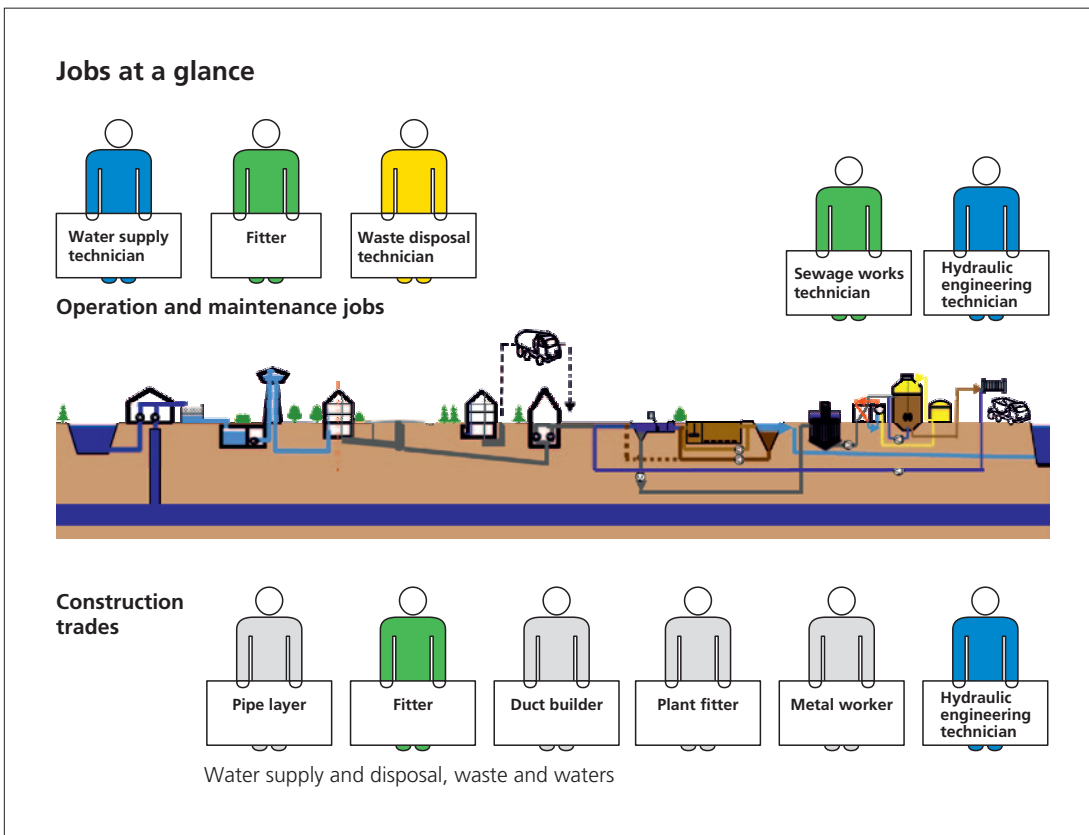 Jobs at a glance
Water supply
technician
Fitter
Waste disposal
technician
Sewage works
technician
Hydraulic
engineering
technician
Operation and maintenance jobs
Construction
trades
Pipe layer
Fitter
Duct builder
Plant fitter
Metal worker
Hydraulic
engineering
technician
Water supply and disposal, waste and waters